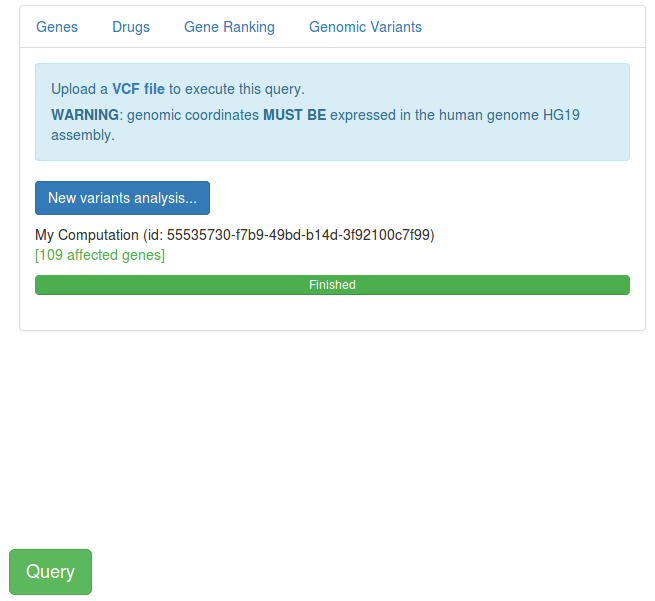 Genes Drugs Gene Ranking Genomic Variants
Upload a VCF file to execute this query.
WARNING: genomic coordinates MUST BE expressed in the human genome HG19
assembly.
New variants analysis...
My Computation (id: 55535730-f7b9-49bd-b14d-3f92100c7f99)
[109 affected genes]
Finished
Query